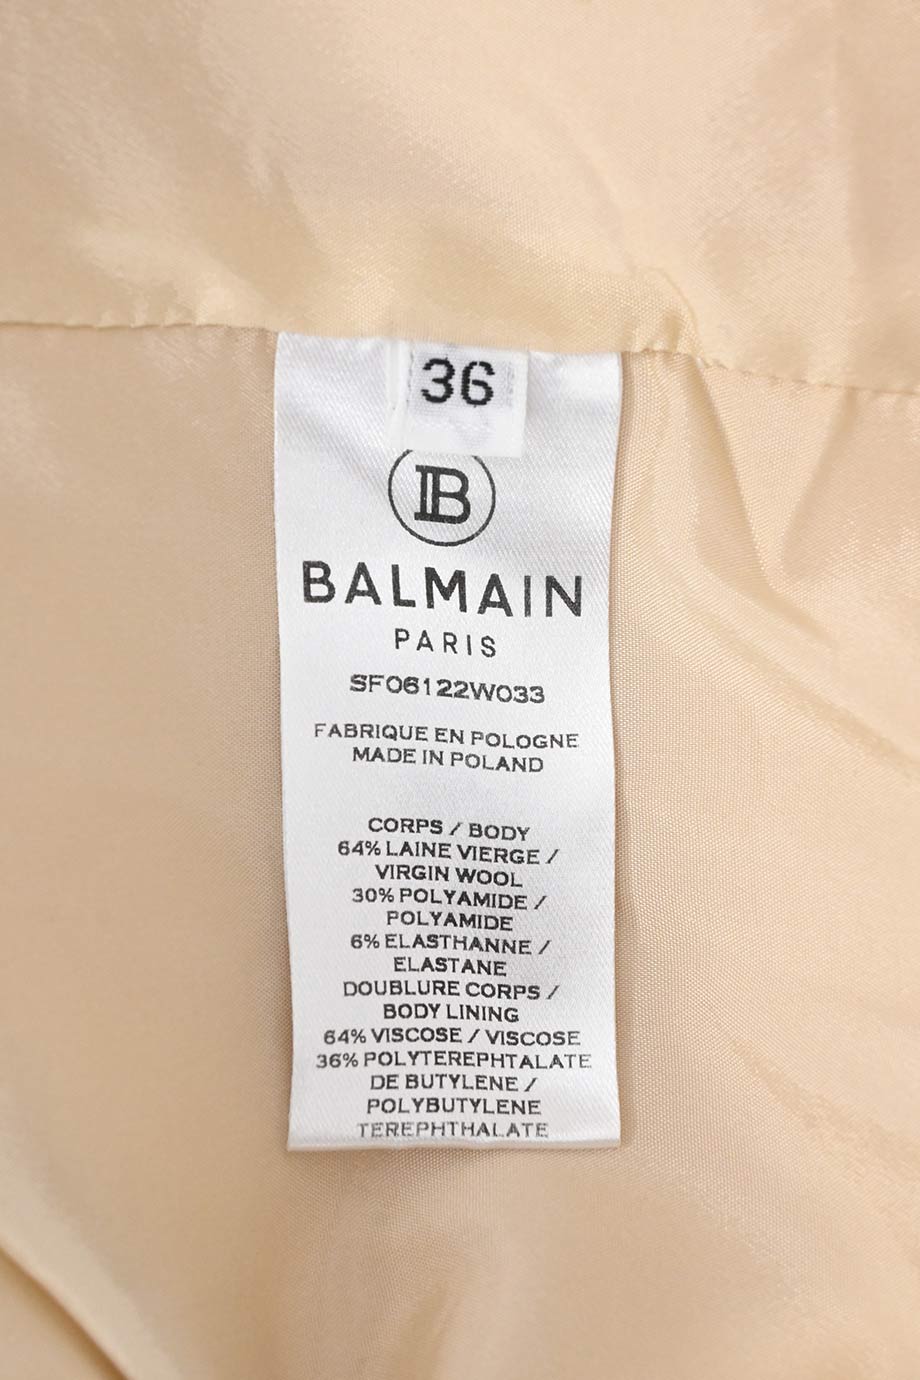 36
B
BALMAIN
PARIS
SF06122W033
FABRIQUE EN POLOGNE
MADE IN POLAND
CORPS / BODY
64% LAINE VIERGE /
VIRGIN WOOL
30% POLYAMIDE /
POLYAMIDE
6% ELASTHANNE /
ELASTANE
DOUBLURE CORPS /
BODY LINING
64% VISCOSE / VISCOSE
36% POLYTEREPHTALATE
DE BUTYLENE /
POLYBUTYLENE
TEREPHTHALATE